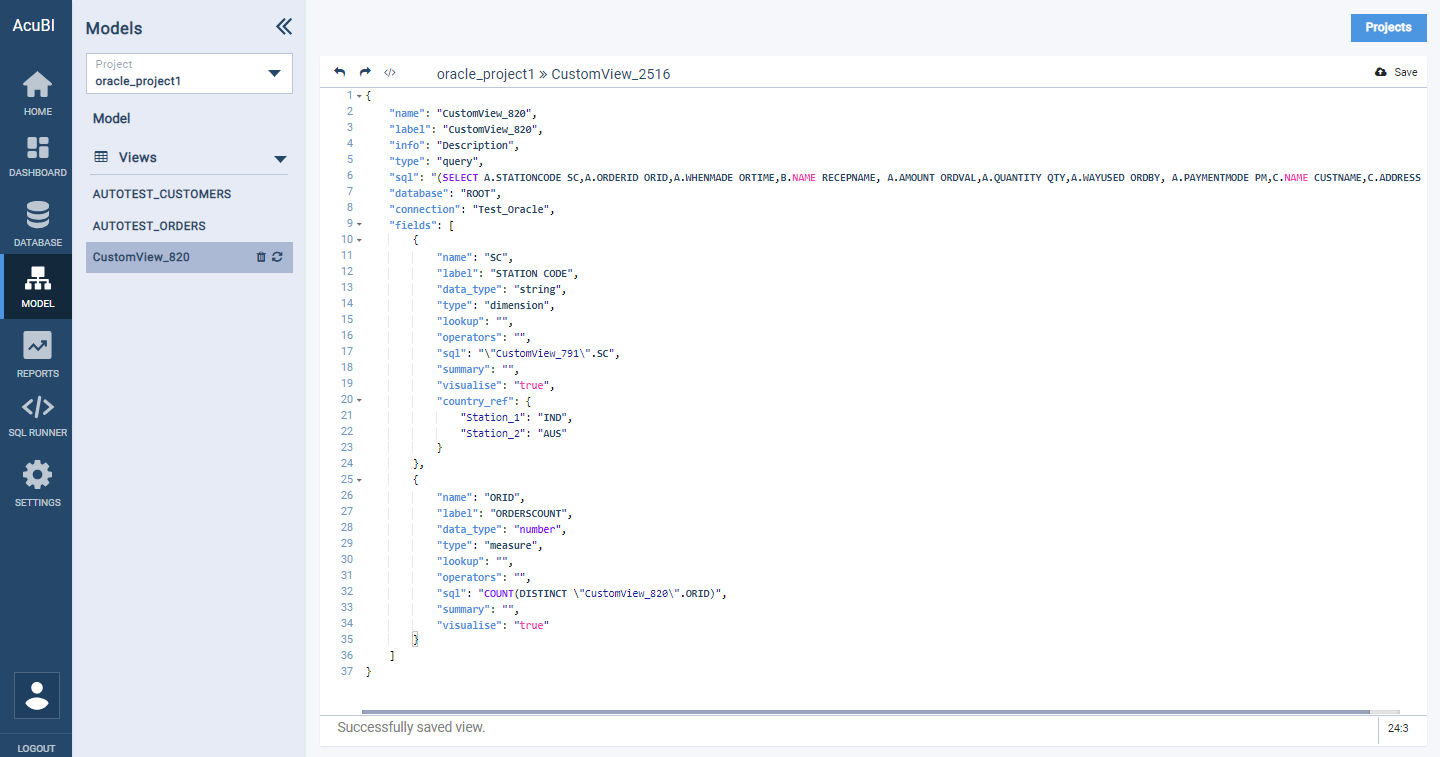 AcuBI
HOME
DASHBOARD
DATABASE
MODEL
REPORTS
SQL RUNNER
SETTINGS
LOGOUT
Models
Project
oracle_project1
Model
Views
AUTOTEST_CUSTOMERS
AUTOTEST_ORDERS
CustomView_820
Projects
oracle_project1 » CustomView_2516
Save
1 {
2 "name": "CustomView_820",
3 "label": "CustomView_820",
4 "info": "Description",
5 "type": "query",
6 "sql": "(SELECT A.STATIONCODE SC,A.ORDERID ORID,A.WHENMADE ORTIME,B.NAME RECEPNAME, A.AMOUNT ORDVAL,A.QUANTITY QTY,A.WAYUSED ORDBY, A.PAYMENTMODE PM,C.NAME CUSTNAME,C.ADDRESS
7 "database": "ROOT",
8 "connection": "Test_Oracle",
9 "fields": [
10 {
11 "name": "SC",
12 "label": "STATION CODE",
13 "data_type": "string",
14 "type": "dimension",
15 "lookup": "",
16 "operators": "",
17 "sql": "\"CustomView_791\".SC",
18 "summary": "",
19 "visualise": "true",
20 "country_ref": {
21 "Station_1": "IND",
22 "Station_2": "AUS"
23 }
24 },
25 {
26 "name": "ORID",
27 "label": "ORDERSCOUNT",
28 "data_type": "number",
29 "type": "measure",
30 "lookup": "",
31 "operators": "",
32 "sql": "COUNT(DISTINCT \"CustomView_820\".ORID)",
33 "summary": "",
34 "visualise": "true"
35 }
36 ]
37 }
Successfully saved view.
24:3